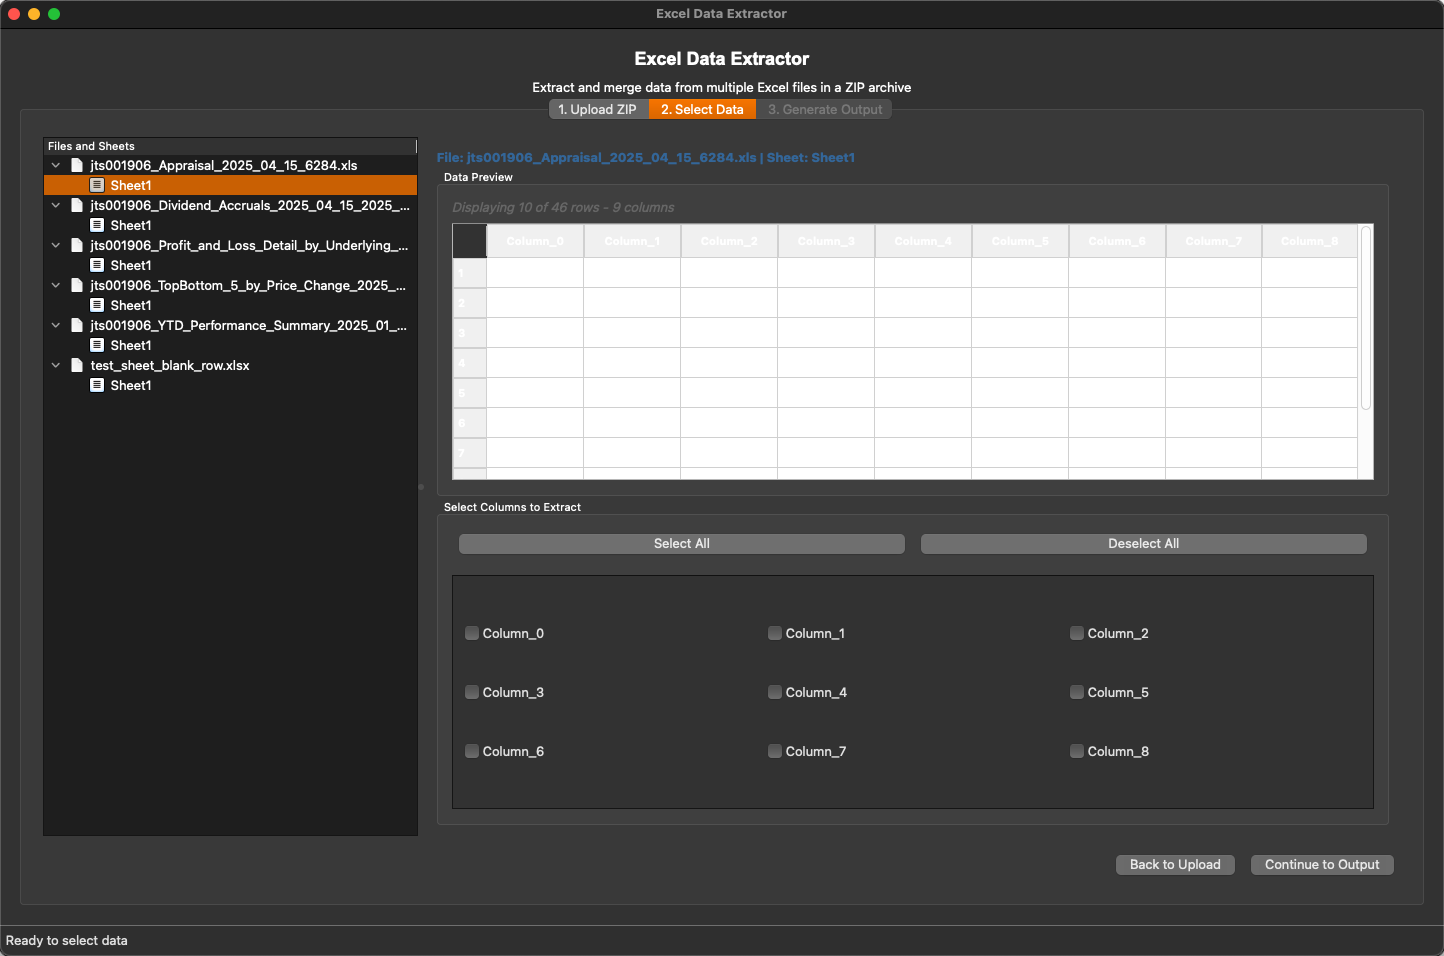 Excel Data Extractor
Excel Data Extractor
Extract and merge data from multiple Excel files in a ZIP archive
1. Upload ZIP
2. Select Data
3. Generate Output
Files and Sheets
jts001906_Appraisal_2025_04_15_6284.xls
Sheet1
jts001906_Dividend_Accruals_2025_04_15_2025_...
Sheet1
jts001906_Profit_and_Loss_Detail_by_Underlying_...
Sheet1
jts001906_TopBottom_5_by_Price_Change_2025_...
Sheet1
jts001906_YTD_Performance_Summary_2025_01_...
Sheet1
test_sheet_blank_row.xlsx
Sheet1
File: jts001906_Appraisal_2025_04_15_6284.xls | Sheet: Sheet1
Data Preview
Displaying 10 of 46 rows - 9 columns
Column_0 Column_1 Column_2 Column_3 Column_4 Column_5 Column_6 Column_7 Column_8
1
2
3
4
5
6
7
Select Columns to Extract
Select All
Deselect All
Column_0 Column_1 Column_2
Column_3 Column_4 Column_5
Column_6 Column_7 Column_8
Back to Upload
Continue to Output
Ready to select data